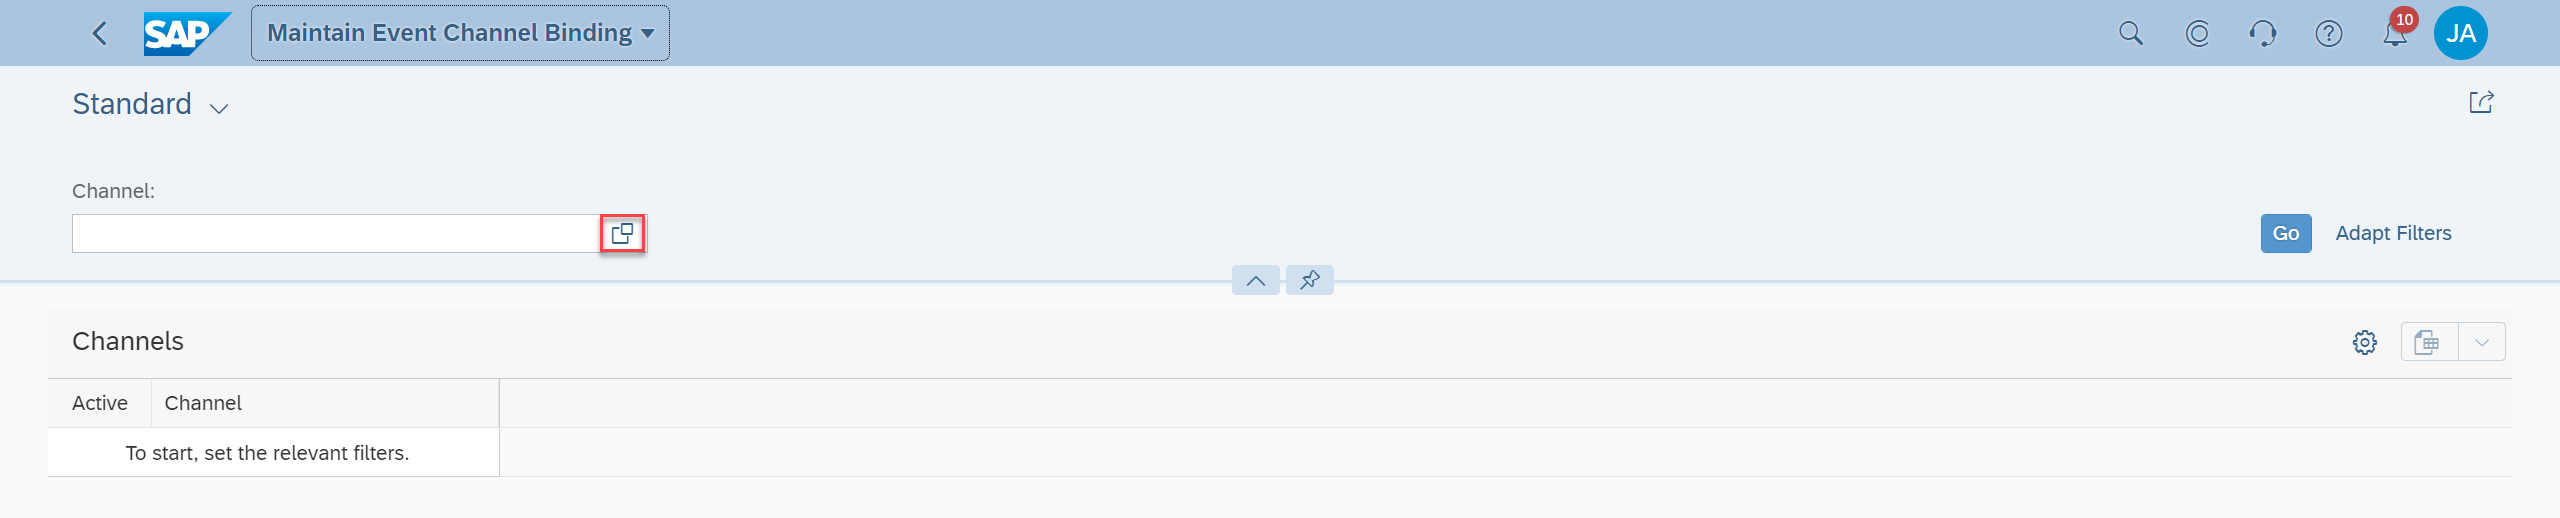 SAP
Maintain Event Channel Binding
10
JA
Standard
Channel:
Go
Adapt Filters
Channels
Active
Channel
To start, set the relevant filters.